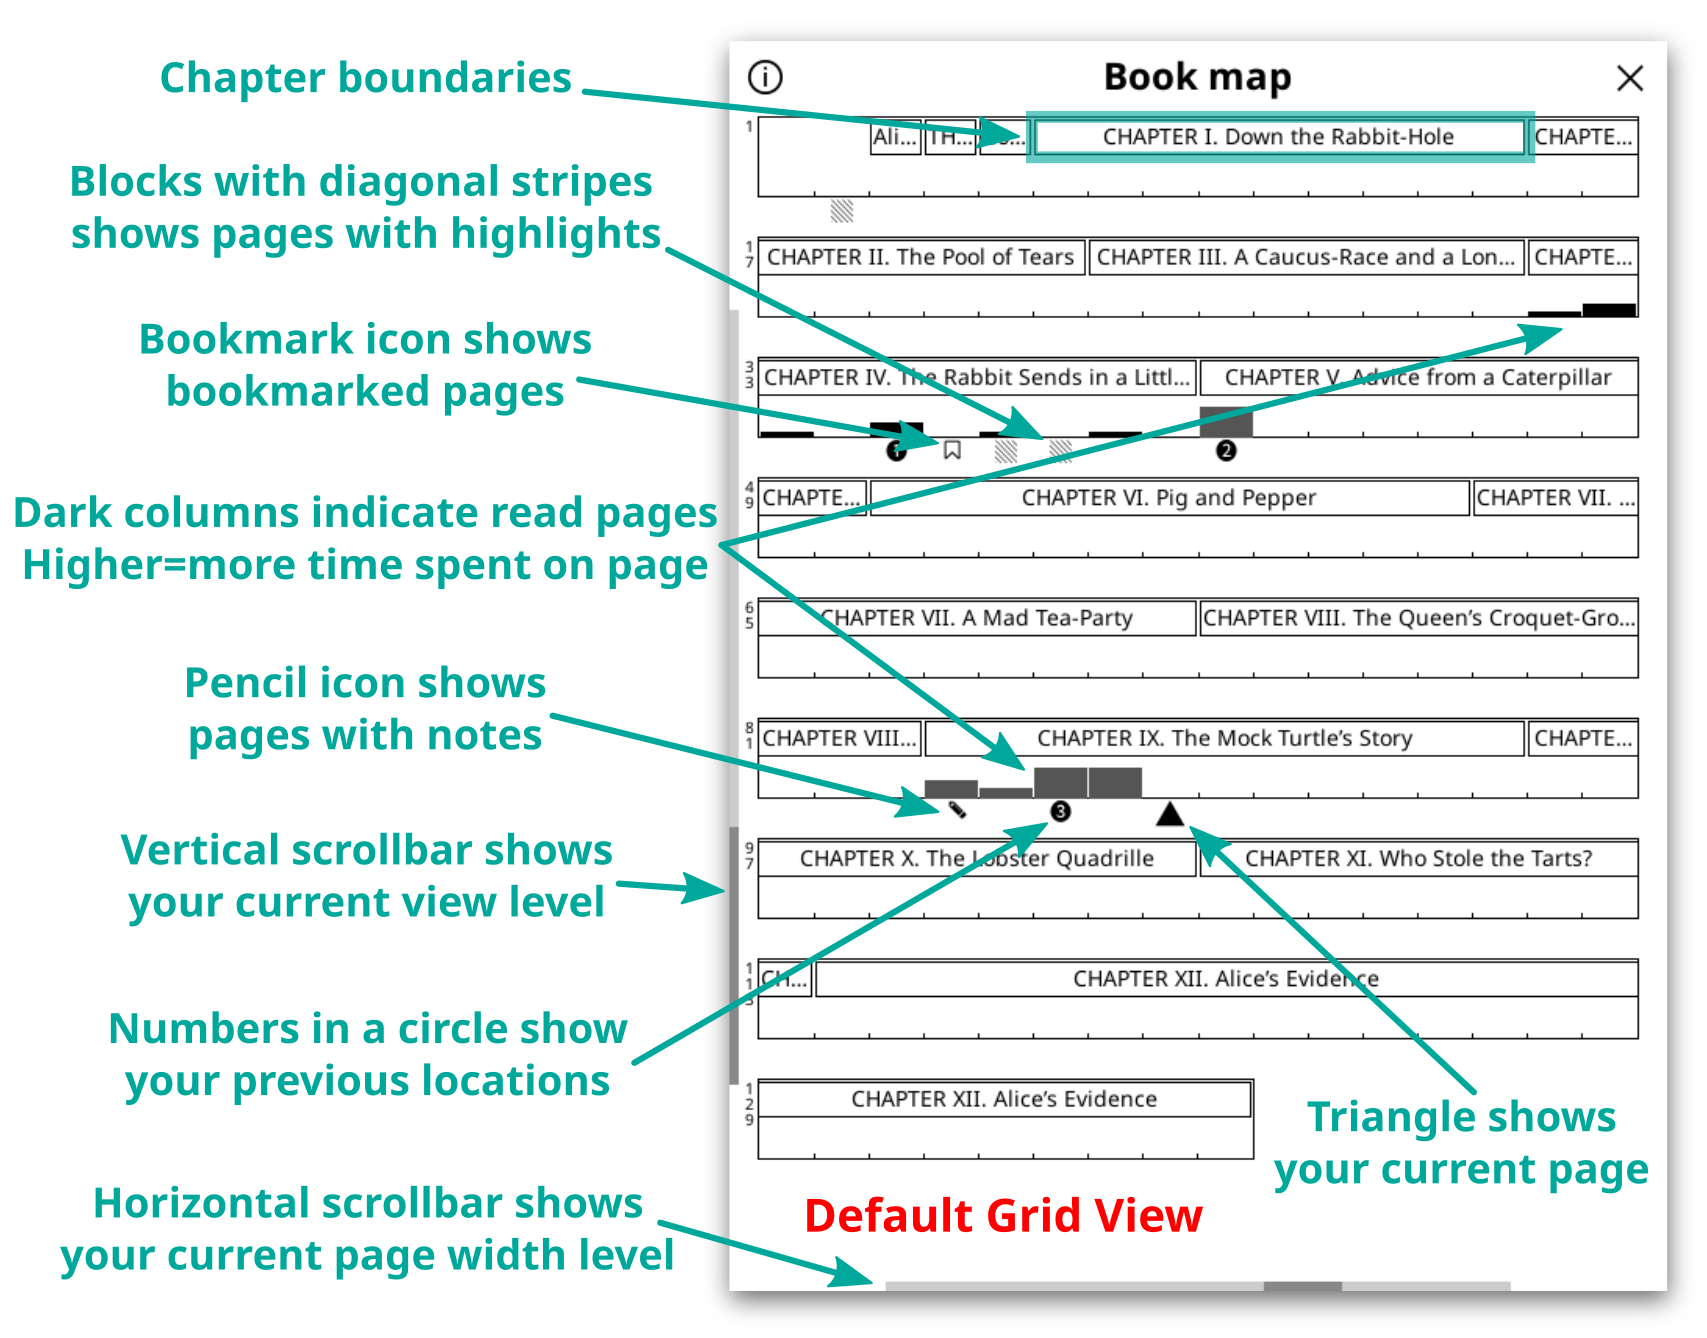 Chapter boundaries
Blocks with diagonal stripes
shows pages with highlights
Bookmark icon shows
bookmarked pages
Dark columns indicate read pages
Higher=more time spent on page
Pencil icon shows
pages with notes
Vertical scrollbar shows
your current view level
Numbers in a circle show
your previous locations
Horizontal scrollbar shows
your current page width level
Book map
1 Ali... TH... CHAPTER I. Down the Rabbit-Hole CHAPTE...
17 CHAPTER II. The Pool of Tears CHAPTER III. A Caucus-Race and a Lon... CHAPTE...
33 CHAPTER IV. The Rabbit Sends in a Littl... CHAPTER V. Advice from a Caterpillar
1 2
49 CHAPTE... CHAPTER VI. Pig and Pepper CHAPTER VII. ...
65 CHAPTER VII. A Mad Tea-Party CHAPTER VIII. The Queen’s Croquet-Gro...
81 CHAPTER VIII... CHAPTER IX. The Mock Turtle’s Story CHAPTE...
3
97 CHAPTER X. The Lobster Quadrille CHAPTER XI. Who Stole the Tarts?
113 CH... CHAPTER XII. Alice’s Evidence
129 CHAPTER XII. Alice’s Evidence
Triangle shows
your current page
Default Grid View